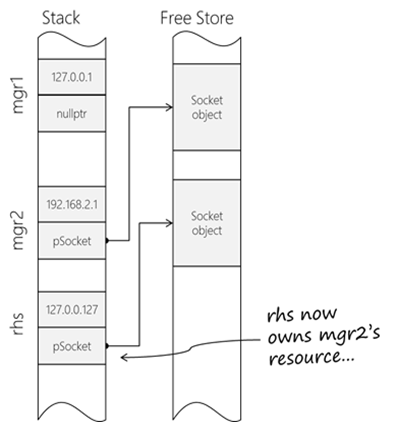 Stack
Free Store
mgr1
127.0.0.1
nullptr
Socket
object
mgr2
192.168.2.1
pSocket
Socket
object
rhs
127.0.0.127
pSocket
rhs now
owns mgr2's
resource...